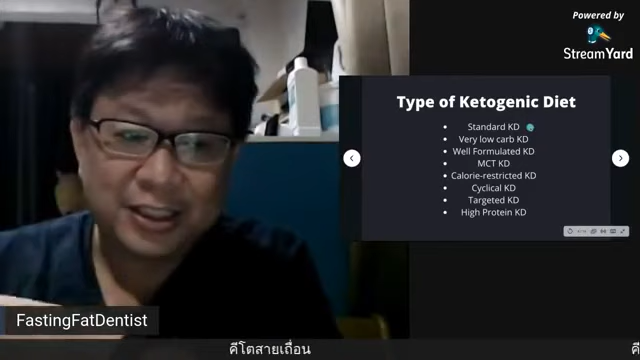 Powered by
StreamYard
Type of Ketogenic Diet
Standard KD
Very low carb KD
Well Formulated KD
MCT KD
Calorie-restricted KD
Cyclical KD
Targeted KD
High Protein KD
FastingFatDentist
คีโตสายเถื่อน